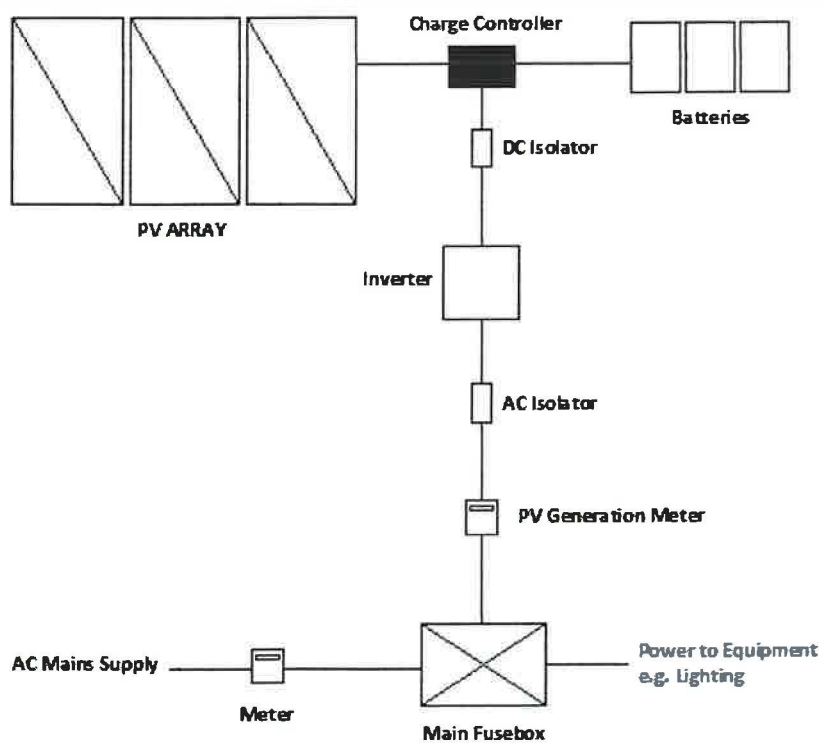 Charge Controller
Batteries
DC Isolator
PV ARRAY
Inverter
AC Isolator
PV Generation Meter
AC Mains Supply
Power to Equipment
e.g. Lighting
Meter
Main Fusebox